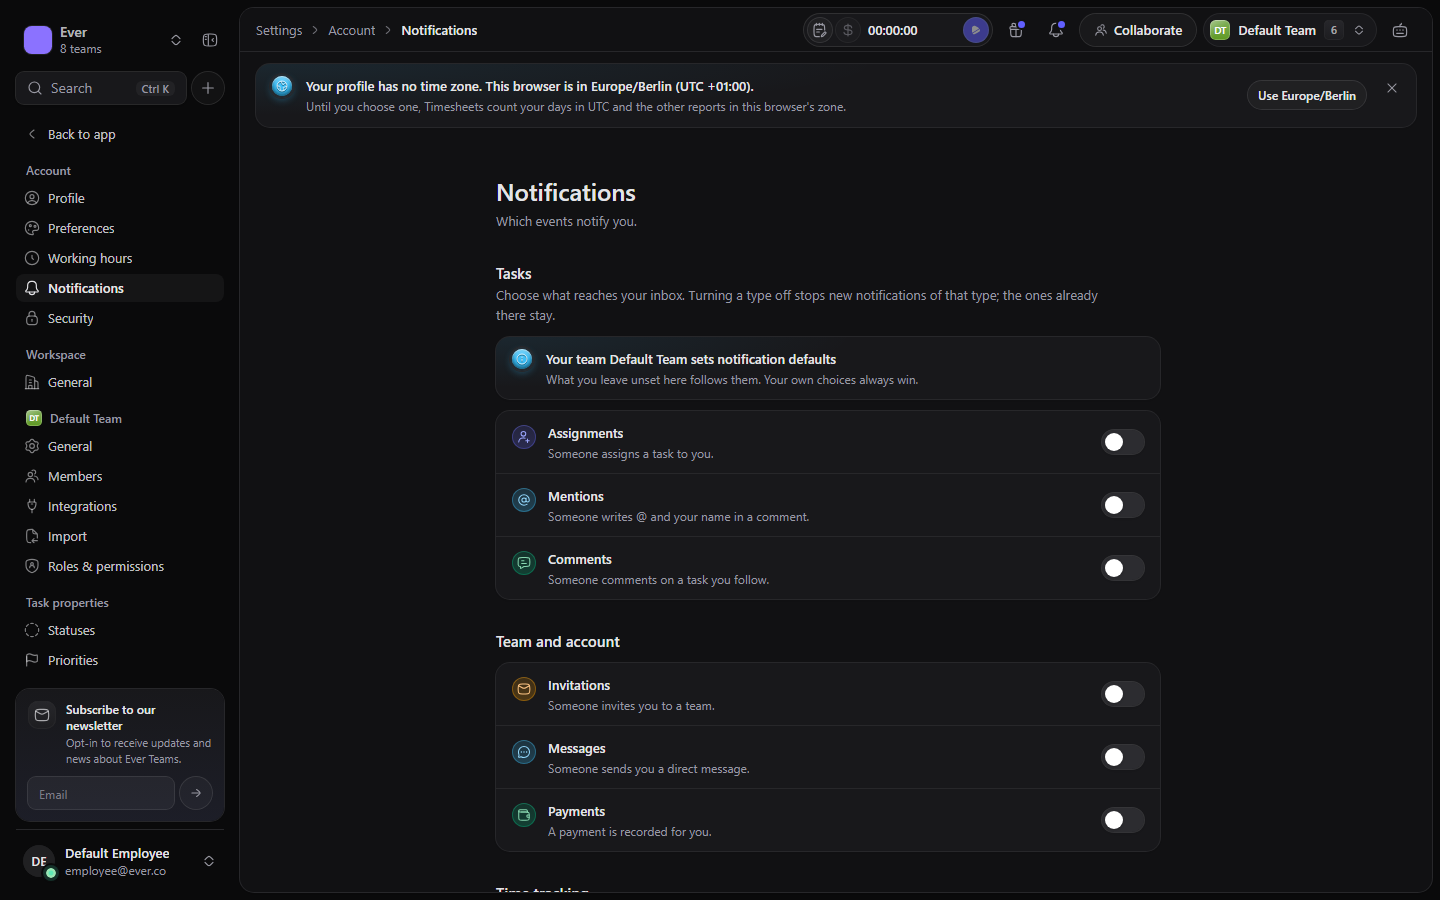 Ever
8 teams
Search
Ctrl K
Back to app
Account
Profile
Preferences
Working hours
Notifications
Security
Workspace
General
DT
Default Team
General
Members
Integrations
Import
Roles & permissions
Task properties
Statuses
Priorities
Subscribe to our
newsletter
Opt-in to receive updates and
news about Ever Teams.
Email
DE
Default Employee
employee@ever.co
Settings
Account
Notifications
00:00:00
Collaborate
DT
Default Team
6
Your profile has no time zone. This browser is in Europe/Berlin (UTC +01:00).
Until you choose one, Timesheets count your days in UTC and the other reports in this browser's zone.
Use Europe/Berlin
Notifications
Which events notify you.
Tasks
Choose what reaches your inbox. Turning a type off stops new notifications of that type; the ones already
there stay.
Your team Default Team sets notification defaults
What you leave unset here follows them. Your own choices always win.
Assignments
Someone assigns a task to you.
Mentions
Someone writes @ and your name in a comment.
Comments
Someone comments on a task you follow.
Team and account
Invitations
Someone invites you to a team.
Messages
Someone sends you a direct message.
Payments
A payment is recorded for you.
Time tracking